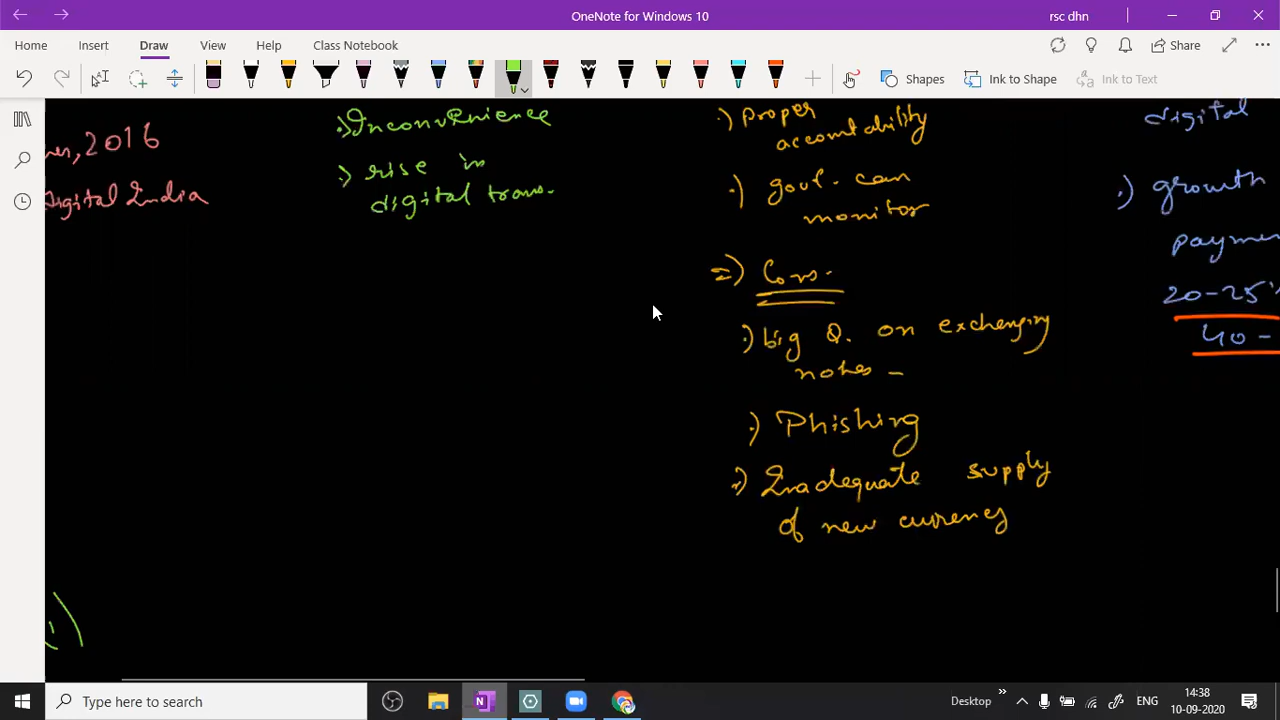 OneNote for Windows 10
rsc dhn
Home Insert Draw View Help Class Notebook
Share
Shapes
Ink to Shape
Ink to Text
, 2016
Digital India
Inconvenience
rise in
digital trans.
Proper
accountability
govt. can
monitor
=) Cons.
big Q. on exchanging
notes -
Phishing
Inadequate supply
of new currency
digital
growth
payme
20-25%
40-
Type here to search
Desktop
ENG
14:38
10-09-2020